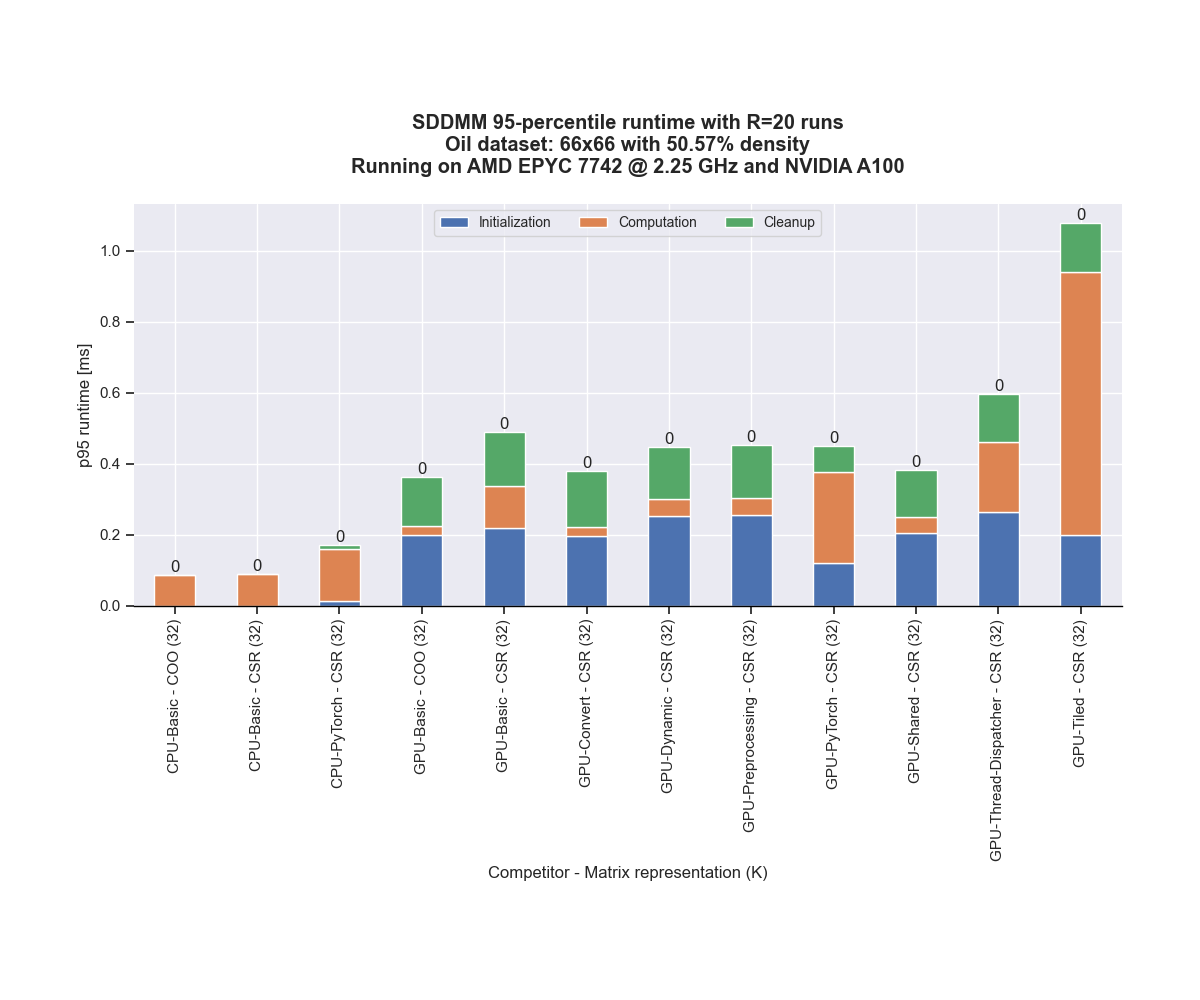 SDDMM 95-percentile runtime with R=20 runs
Oil dataset: 66x66 with 50.57% density
Running on AMD EPYC 7742 @ 2.25 GHz and NVIDIA A100
Initialization
Computation
Cleanup
p95 runtime [ms]
1.0
0.8
0.6
0.4
0.2
0.0
0
0
0
0
0
0
0
0
0
0
0
0
CPU-Basic - COO (32)
CPU-Basic - CSR (32)
CPU-PyTorch - CSR (32)
GPU-Basic - COO (32)
GPU-Basic - CSR (32)
GPU-Convert - CSR (32)
GPU-Dynamic - CSR (32)
GPU-Preprocessing - CSR (32)
GPU-PyTorch - CSR (32)
GPU-Shared - CSR (32)
GPU-Thread-Dispatcher - CSR (32)
GPU-Tiled - CSR (32)
Competitor - Matrix representation (K)